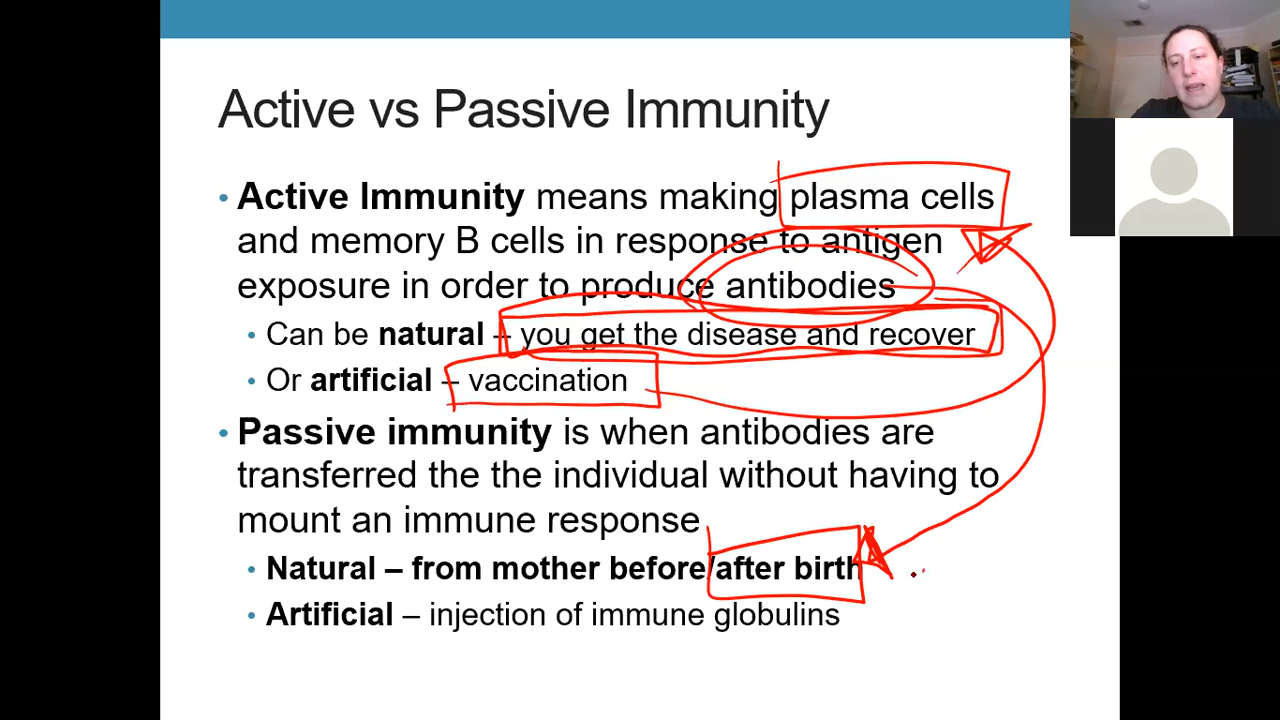 Active vs Passive Immunity
• Active Immunity means making plasma cells
and memory B cells in response to antigen
exposure in order to produce antibodies
• Can be natural – you get the disease and recover
• Or artificial – vaccination
• Passive immunity is when antibodies are
transferred the the individual without having to
mount an immune response
• Natural – from mother before/after birth
• Artificial – injection of immune globulins